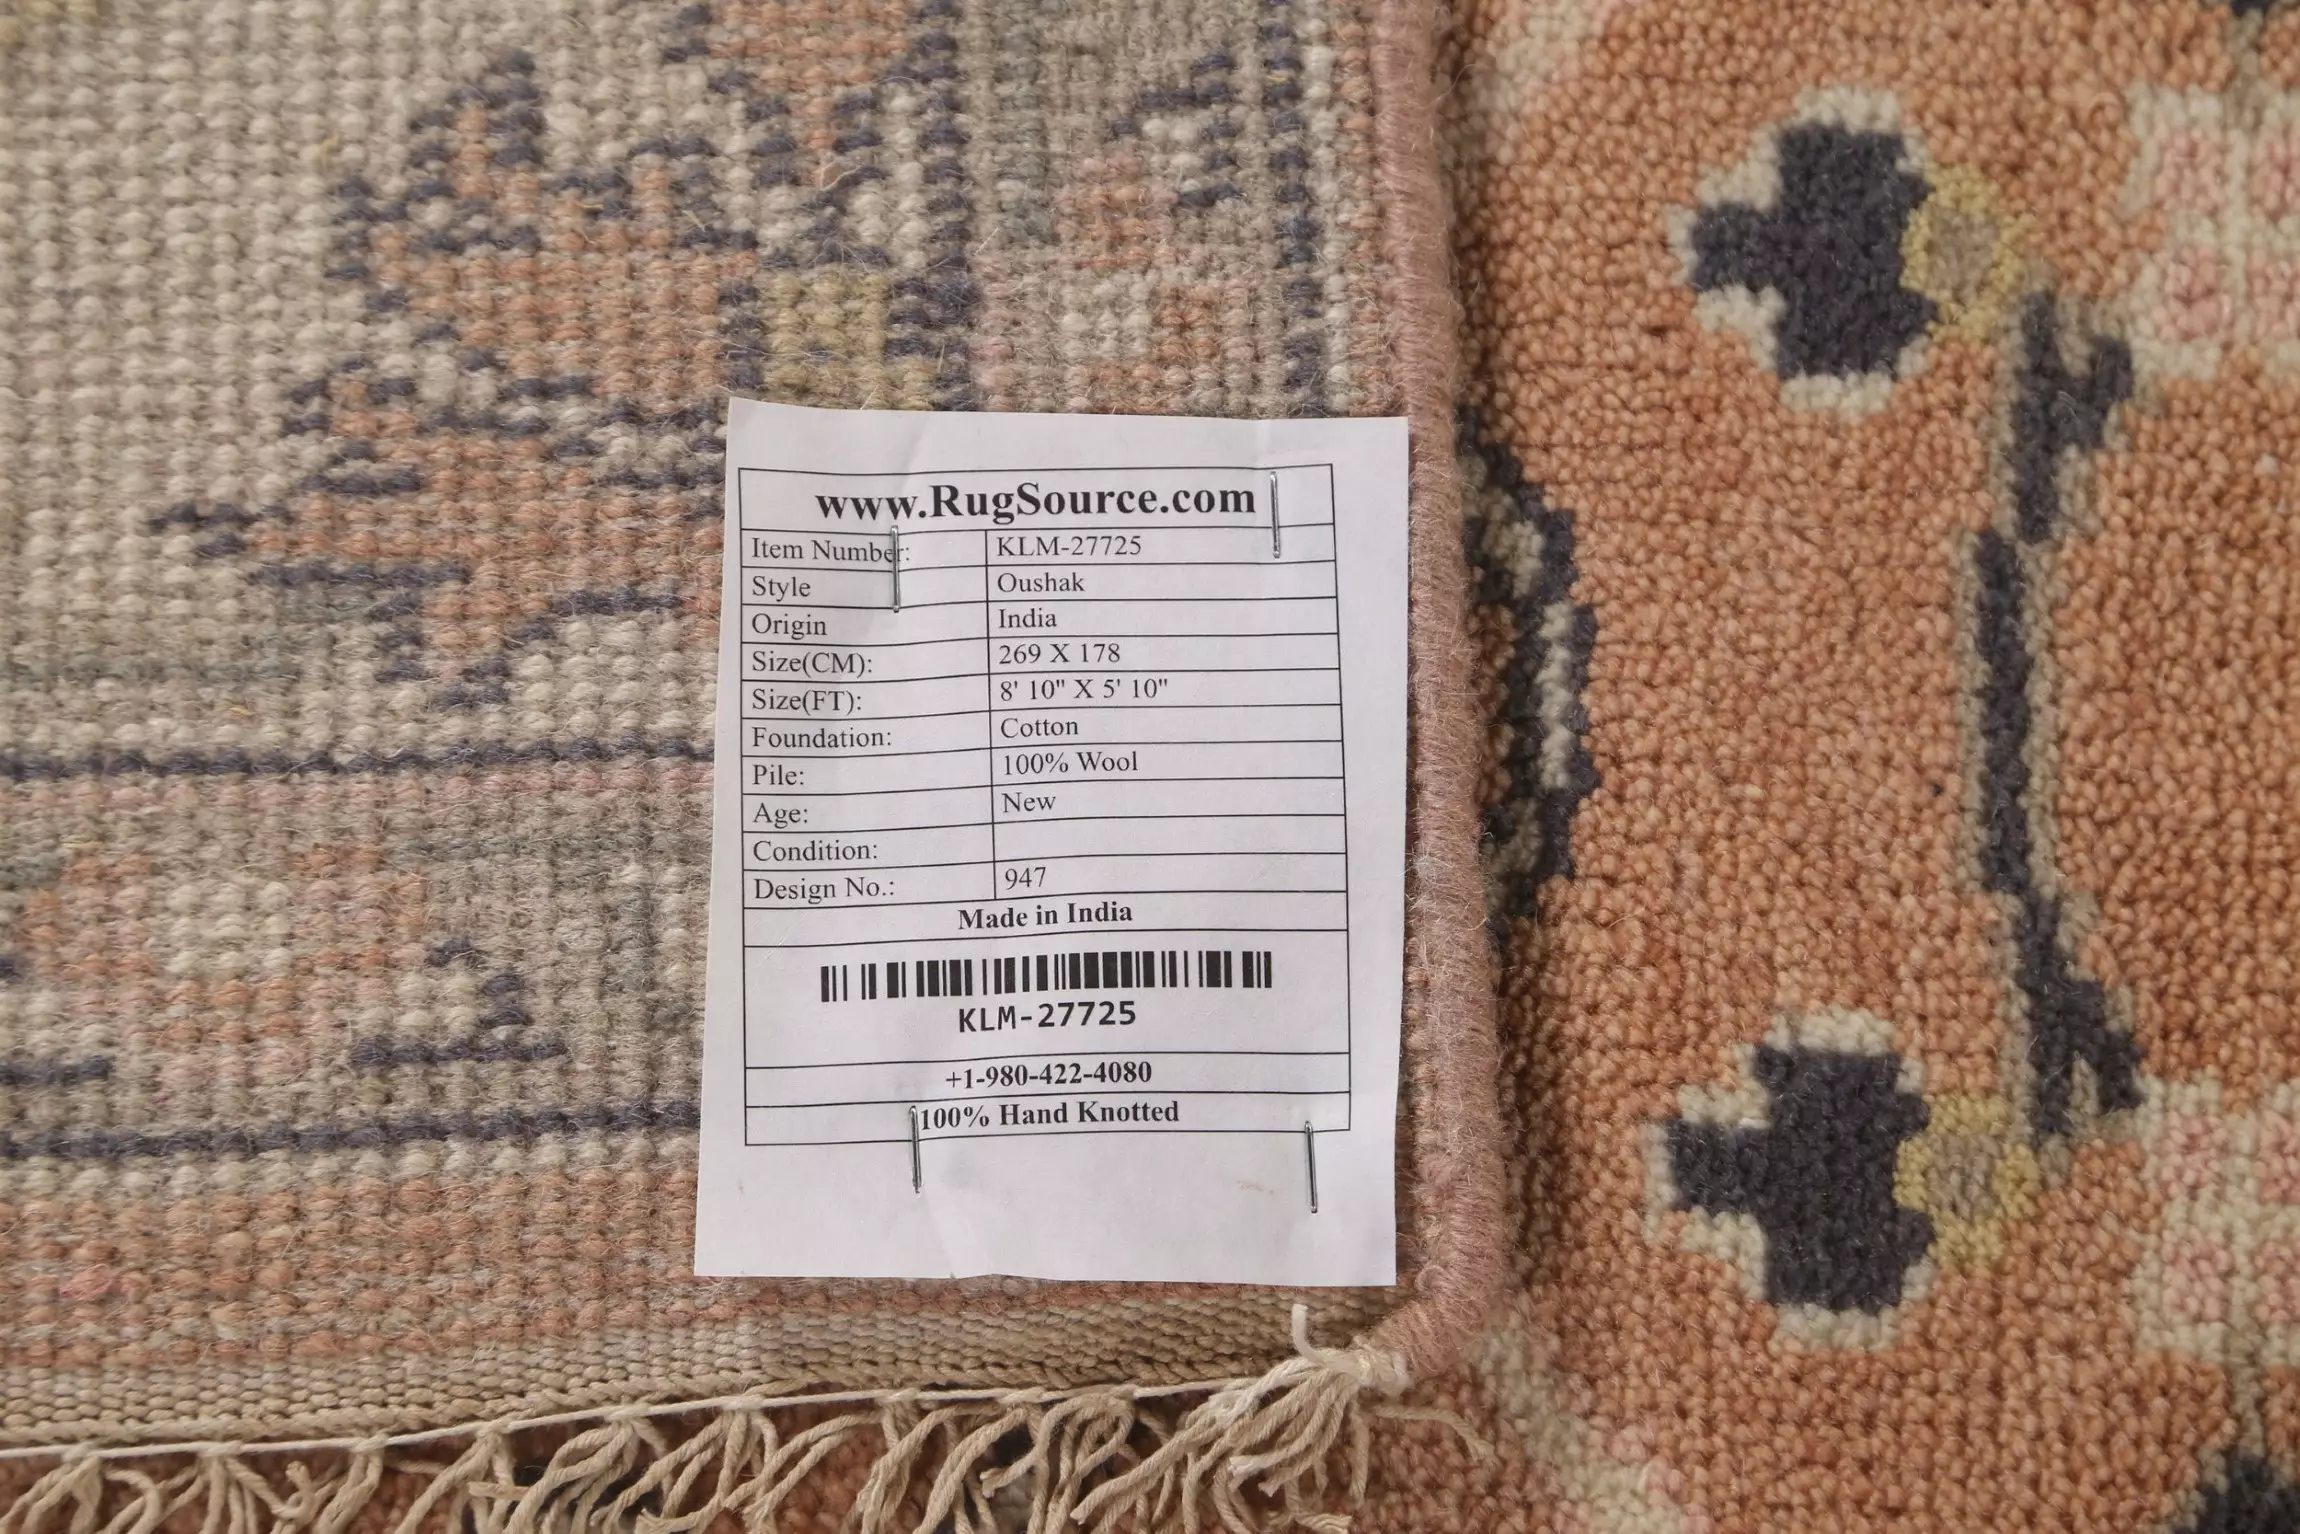 www.RugSource.com
Item Number: KLM-27725
Style Oushak
Origin India
Size(CM): 269 X 178
Size(FT): 8' 10" X 5' 10"
Foundation: Cotton
Pile: 100% Wool
Age: New
Condition:
Design No.: 947
Made in India
KLM-27725
+1-980-422-4080
100% Hand Knotted